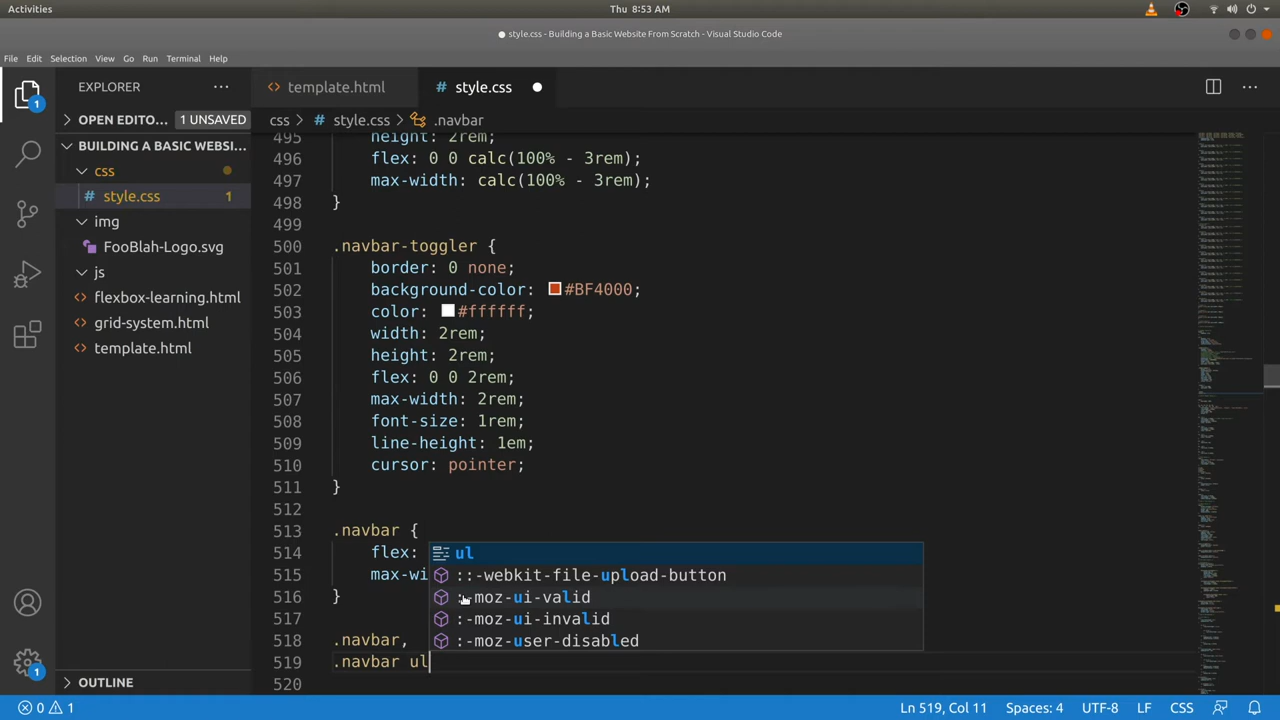 Activities
Thu 8:53 AM
style.css - Building a Basic Website From Scratch - Visual Studio Code
File Edit Selection View Go Run Terminal Help
EXPLORER
template.html
style.css
OPEN EDITO... 1 UNSAVED
css > style.css > .navbar
BUILDING A BASIC WEBSI...
css
style.css 1
img
FooBlah-Logo.svg
js
flexbox-learning.html
grid-system.html
template.html
OUTLINE
495 height: 2rem;
496 flex: 0 0 calc(100% - 3rem);
497 max-width: calc(100% - 3rem);
498 }
499
500 .navbar-toggler {
501 border: 0 none;
502 background-color: #BF4000;
503 color: #ffffff;
504 width: 2rem;
505 height: 2rem;
506 flex: 0 0 2rem;
507 max-width: 2rem;
508 font-size: 1rem;
509 line-height: 1em;
510 cursor: pointer;
511 }
512
513 .navbar {
514 flex:
515 max-wi
516
517
518 .navbar,
519 .navbar ul
520
ul
::-webkit-file-upload-button
:-moz-ui-valid
:-moz-ui-invalid
:-moz-user-disabled
1
1
0 1
Ln 519, Col 11 Spaces: 4 UTF-8 LF CSS